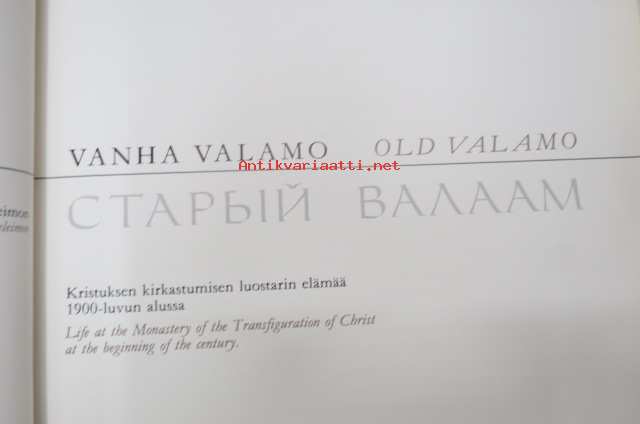 VANHA VALAMO OLD VALAMO
Antikvariaatti.net
СТАРЫЙ ВАЛААМ
Kristuksen kirkastumisen luostarin elämää
1900-luvun alussa
Life at the Monastery of the Transfiguration of Christ
at the beginning of the century.